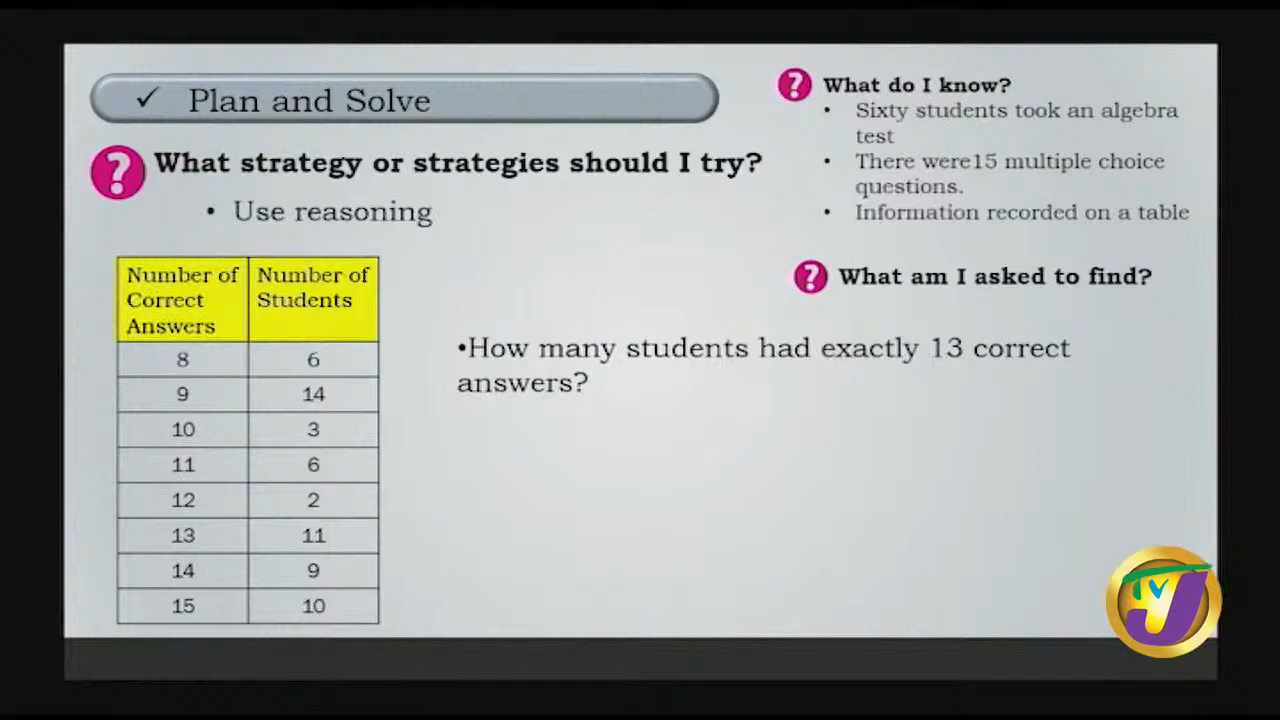 ✓ Plan and Solve
? What strategy or strategies should I try?
• Use reasoning
Number of Correct Answers | Number of Students
8 | 6
9 | 14
10 | 3
11 | 6
12 | 2
13 | 11
14 | 9
15 | 10
? What do I know?
• Sixty students took an algebra
test
• There were15 multiple choice
questions.
• Information recorded on a table
? What am I asked to find?
•How many students had exactly 13 correct
answers?
TVJ